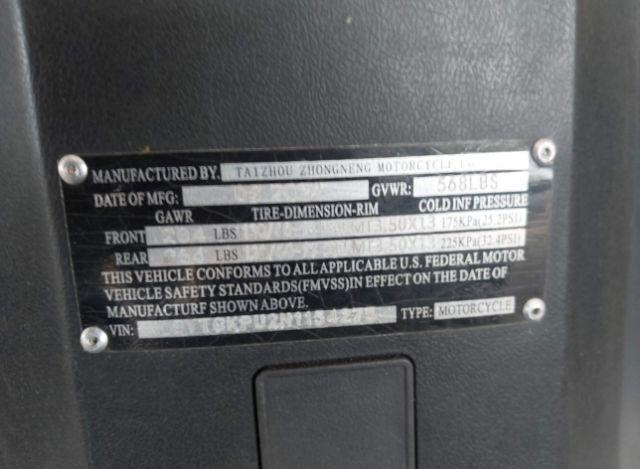 MANUFACTURED BY. TAIZHOU ZHONGNENG MOTORCYCLE
DATE OF MFG: GVWR: 568LBS
GAWR TIRE-DIMENSION-RIM COLD INF PRESSURE
FRONT LBS MT3.50X13 175KPa(25.2PSI)
REAR LBS MT3.50X13 225KPa(32.4PSI)
THIS VEHICLE CONFORMS TO ALL APPLICABLE U.S. FEDERAL MOTOR
VEHICLE SAFETY STANDARDS(FMVSS)IN EFFECT ON THE DATE OF
MANUFACTURF SHOWN ABOVE.
VIN: TYPE: MOTORCYCLE